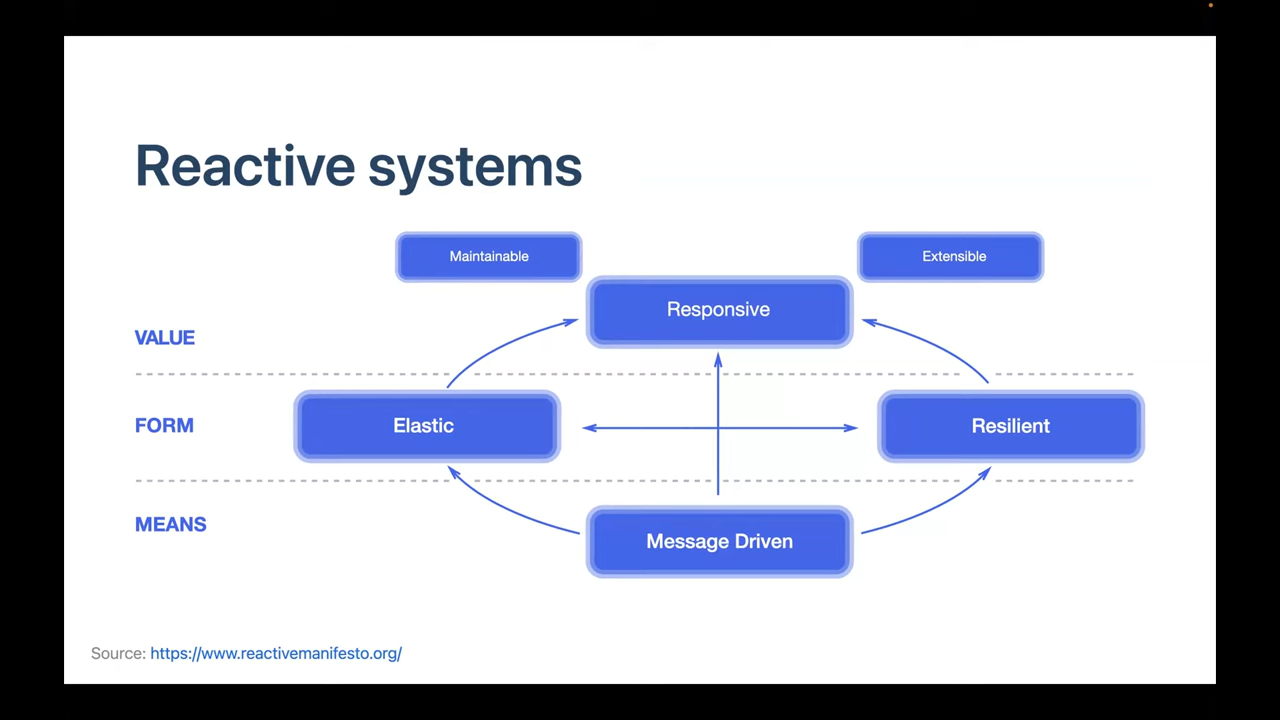 Reactive systems
Maintainable
Extensible
Responsive
VALUE
FORM
Elastic
Resilient
MEANS
Message Driven
Source: https://www.reactivemanifesto.org/